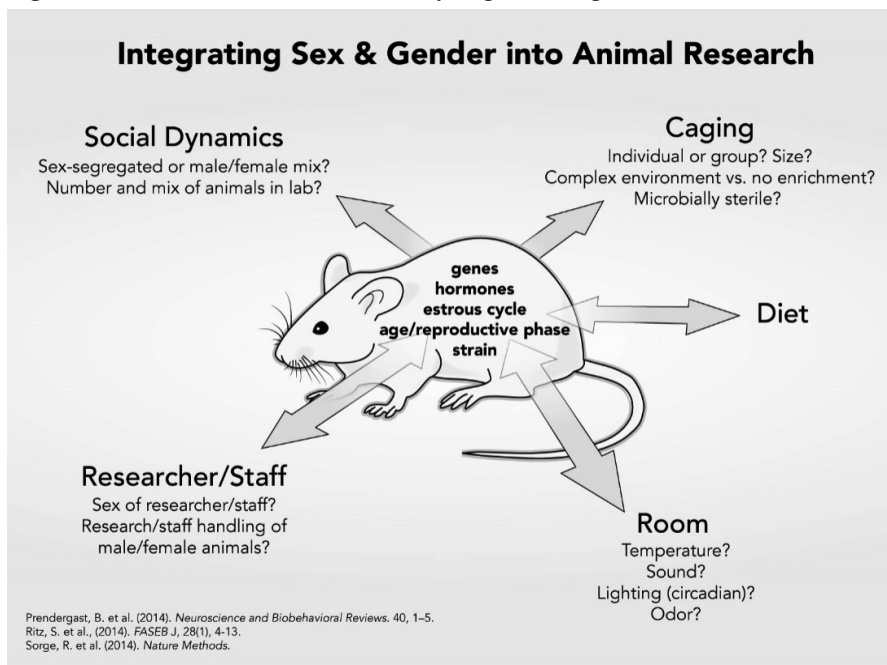 Integrating Sex & Gender into Animal Research
Social Dynamics
Sex-segregated or male/female mix?
Number and mix of animals in lab?
Caging
Individual or group? Size?
Complex environment vs. no enrichment?
Microbially sterile?
genes
hormones
estrous cycle
age/reproductive phase
strain
Diet
Researcher/Staff
Sex of researcher/staff?
Research/staff handling of
male/female animals?
Room
Temperature?
Sound?
Lighting (circadian)?
Odor?
Prendergast, B. et al. (2014). Neuroscience and Biobehavioral Reviews. 40, 1–5.
Ritz, S. et al., (2014). FASEB J, 28(1), 4-13.
Sorge, R. et al. (2014). Nature Methods.